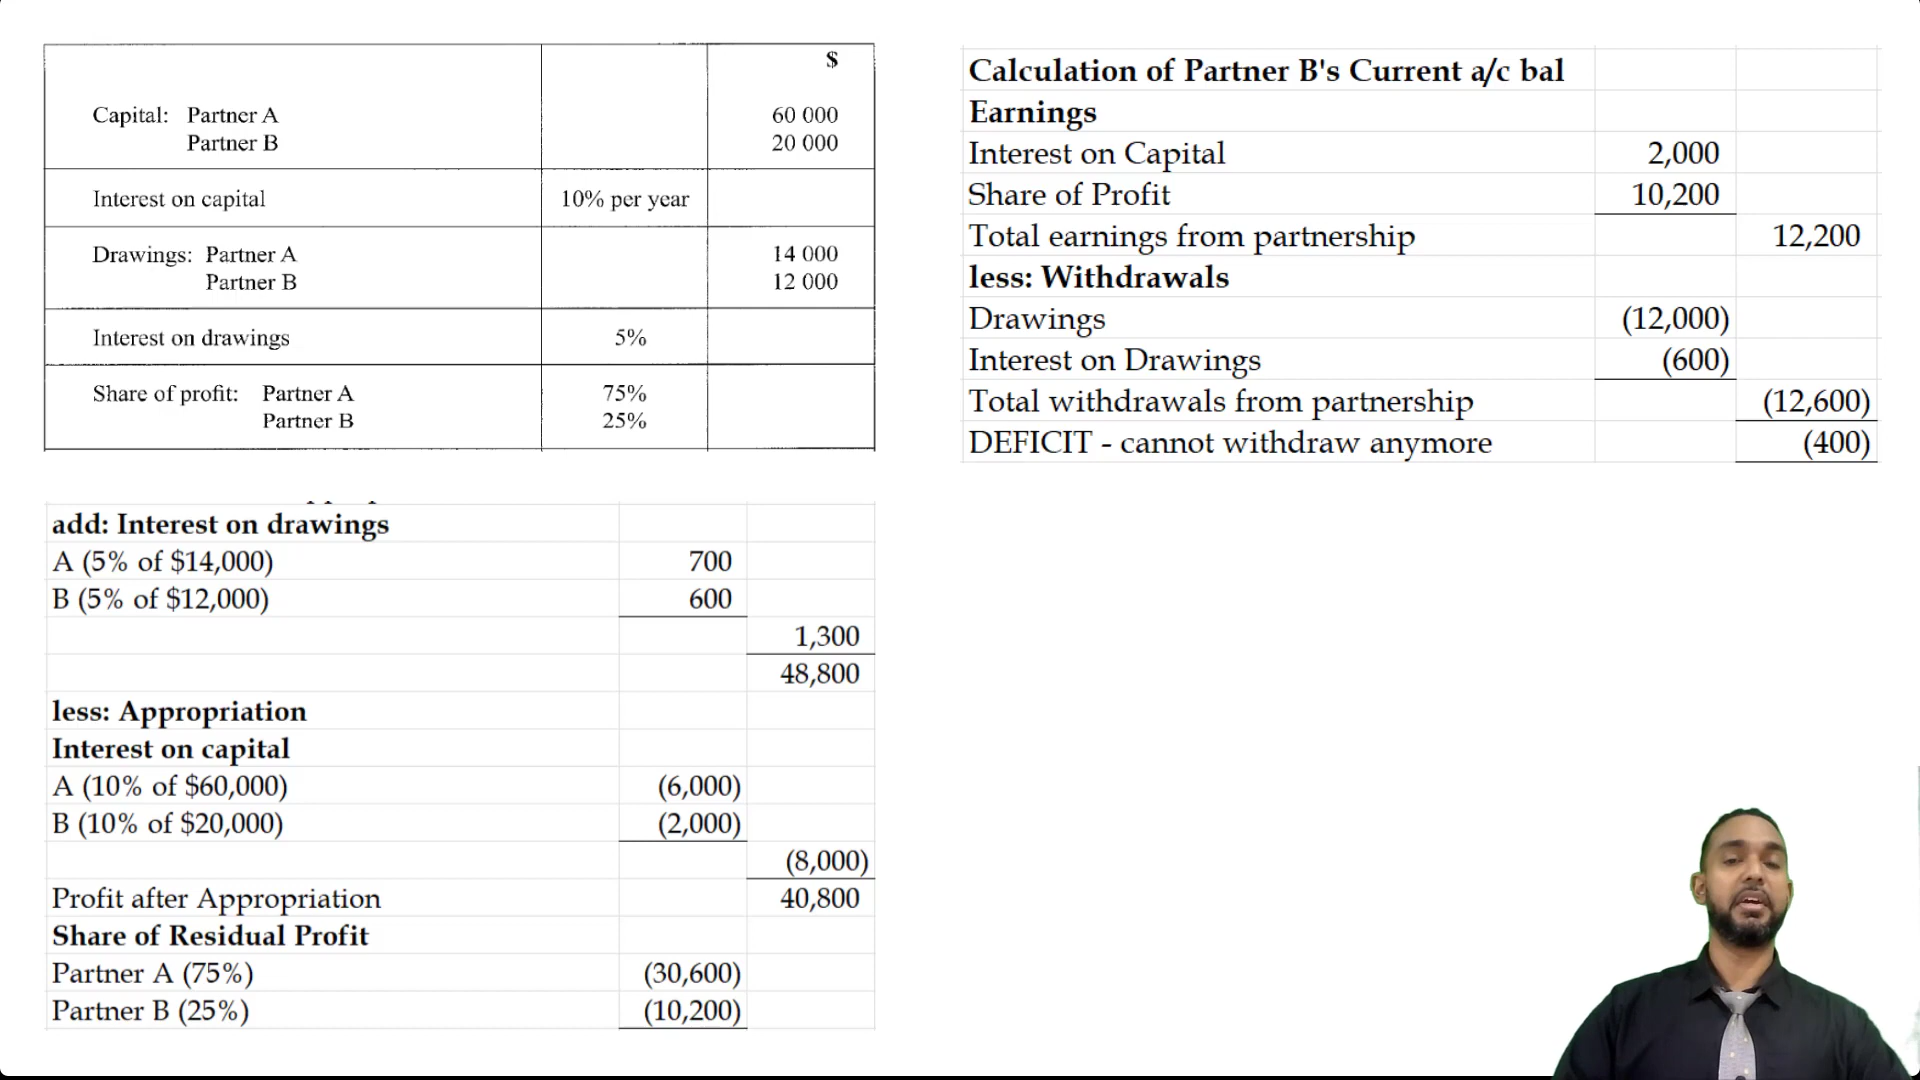 $
Capital: Partner A 60 000
Partner B 20 000
Interest on capital 10% per year
Drawings: Partner A 14 000
Partner B 12 000
Interest on drawings 5%
Share of profit: Partner A 75%
Partner B 25%
add: Interest on drawings
A (5% of $14,000) 700
B (5% of $12,000) 600
1,300
48,800
less: Appropriation
Interest on capital
A (10% of $60,000) (6,000)
B (10% of $20,000) (2,000)
(8,000)
Profit after Appropriation 40,800
Share of Residual Profit
Partner A (75%) (30,600)
Partner B (25%) (10,200)
Calculation of Partner B's Current a/c bal
Earnings
Interest on Capital 2,000
Share of Profit 10,200
Total earnings from partnership 12,200
less: Withdrawals
Drawings (12,000)
Interest on Drawings (600)
Total withdrawals from partnership (12,600)
DEFICIT - cannot withdraw anymore (400)